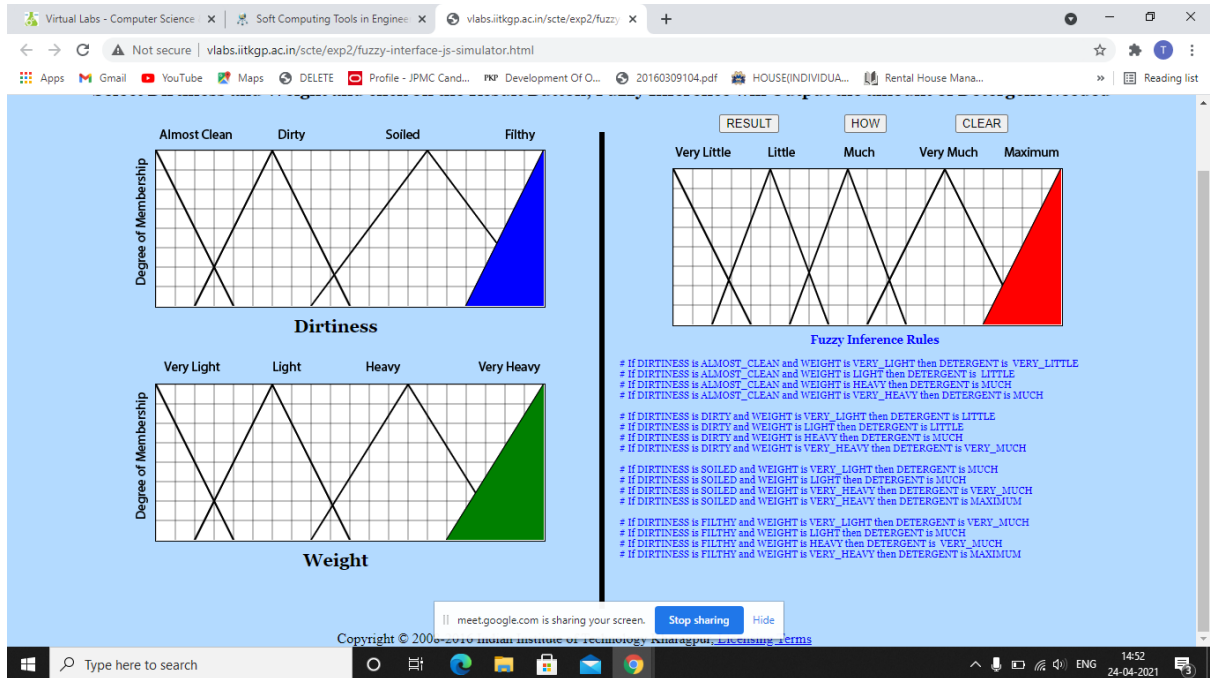 Virtual Labs - Computer Science
Soft Computing Tools in Enginee
vlabs.iitkgp.ac.in/scte/exp2/fuzzy
Not secure
vlabs.iitkgp.ac.in/scte/exp2/fuzzy-interface-js-simulator.html
T
Apps
Gmail
YouTube
Maps
DELETE
Profile - JPMC Cand...
PKP
Development Of O...
20160309104.pdf
HOUSE(INDIVIDUA...
Rental House Mana...
»
Reading list
RESULT
HOW
CLEAR
Almost Clean
Dirty
Soiled
Filthy
Degree of Membership
Dirtiness
Very Light
Light
Heavy
Very Heavy
Degree of Membership
Weight
Very Little
Little
Much
Very Much
Maximum
Fuzzy Inference Rules
# If DIRTINESS is ALMOST_CLEAN and WEIGHT is VERY_LIGHT then DETERGENT is VERY_LITTLE
# If DIRTINESS is ALMOST_CLEAN and WEIGHT is LIGHT then DETERGENT is LITTLE
# If DIRTINESS is ALMOST_CLEAN and WEIGHT is HEAVY then DETERGENT is MUCH
# If DIRTINESS is ALMOST_CLEAN and WEIGHT is VERY_HEAVY then DETERGENT is MUCH
# If DIRTINESS is DIRTY and WEIGHT is VERY_LIGHT then DETERGENT is LITTLE
# If DIRTINESS is DIRTY and WEIGHT is LIGHT then DETERGENT is LITTLE
# If DIRTINESS is DIRTY and WEIGHT is HEAVY then DETERGENT is MUCH
# If DIRTINESS is DIRTY and WEIGHT is VERY_HEAVY then DETERGENT is VERY_MUCH
# If DIRTINESS is SOILED and WEIGHT is VERY_LIGHT then DETERGENT is MUCH
# If DIRTINESS is SOILED and WEIGHT is LIGHT then DETERGENT is MUCH
# If DIRTINESS is SOILED and WEIGHT is VERY_HEAVY then DETERGENT is VERY_MUCH
# If DIRTINESS is SOILED and WEIGHT is VERY_HEAVY then DETERGENT is MAXIMUM
# If DIRTINESS is FILTHY and WEIGHT is VERY_LIGHT then DETERGENT is VERY_MUCH
# If DIRTINESS is FILTHY and WEIGHT is LIGHT then DETERGENT is MUCH
# If DIRTINESS is FILTHY and WEIGHT is HEAVY then DETERGENT is VERY_MUCH
# If DIRTINESS is FILTHY and WEIGHT is VERY_HEAVY then DETERGENT is MAXIMUM
meet.google.com is sharing your screen.
Stop sharing
Hide
Copyright © Indian Institute of Technology Kharagpur, Licensing Terms
Type here to search
ENG
14:52
24-04-2021
3